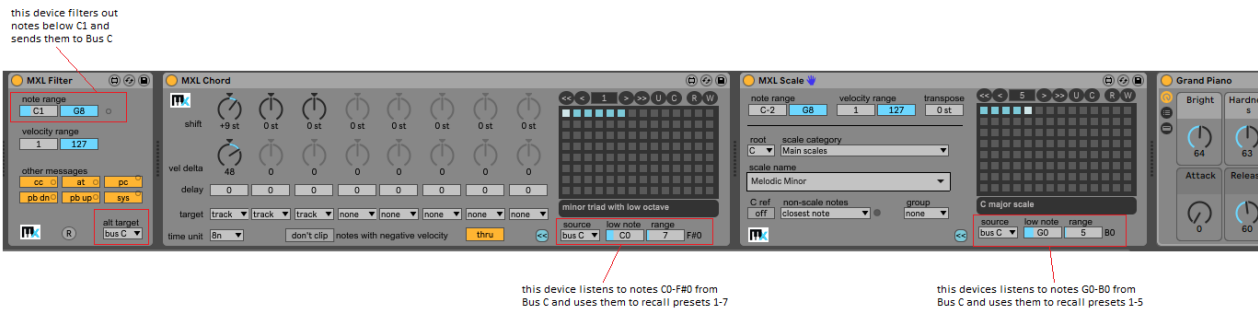 this device filters out
notes below C1 and
sends them to Bus C
MXL Filter
note range
C1 G8
velocity range
1 127
other messages
cc at pc
pb dn pb up sys
alt target
R bus C
MXL Chord
shift +9 st 0 st 0 st 0 st 0 st 0 st 0 st 0 st
vel delta 48 0 0 0 0 0 0 0
delay 0 0 0 0 0 0 0 0
target track track track none none none none none
time unit 8n don't clip notes with negative velocity thru <<
<< < 1 > >> U C R W
minor triad with low octave
source low note range
bus C C0 7 F#0
MXL Scale
note range velocity range transpose
C-2 G8 1 127 0 st
root scale category
C Main scales
scale name
Melodic Minor
C ref non-scale notes group
off closest note none
<<
<< < 5 > >> U C R W
C major scale
source low note range
bus C G0 5 B0
Grand Piano
Bright Hardne
s
64 63
Attack Releas
0 60
this device listens to notes C0-F#0 from
Bus C and uses them to recall presets 1-7
this devices listens to notes G0-B0 from
Bus C and uses them to recall presets 1-5